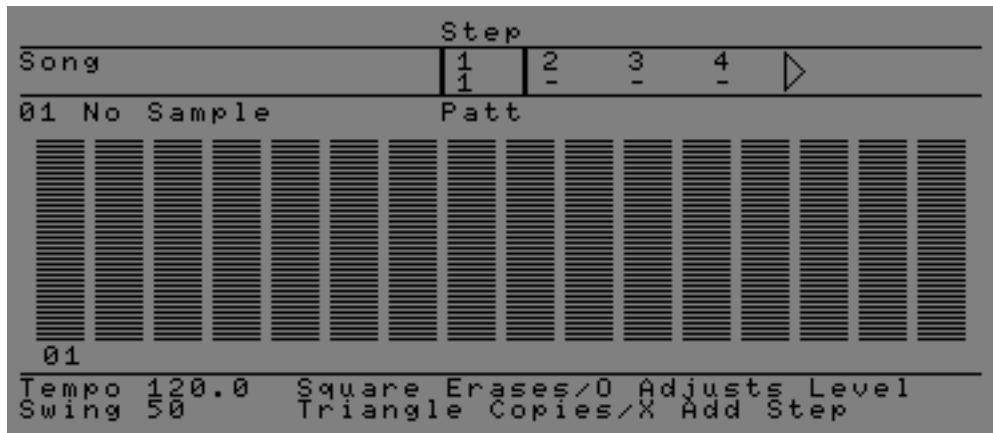 Step
Song 1 2 3 4
1 - - -
01 No Sample Patt
01
Tempo 120.0 Square Erases/O Adjusts Level
Swing 50 Triangle Copies/X Add Step